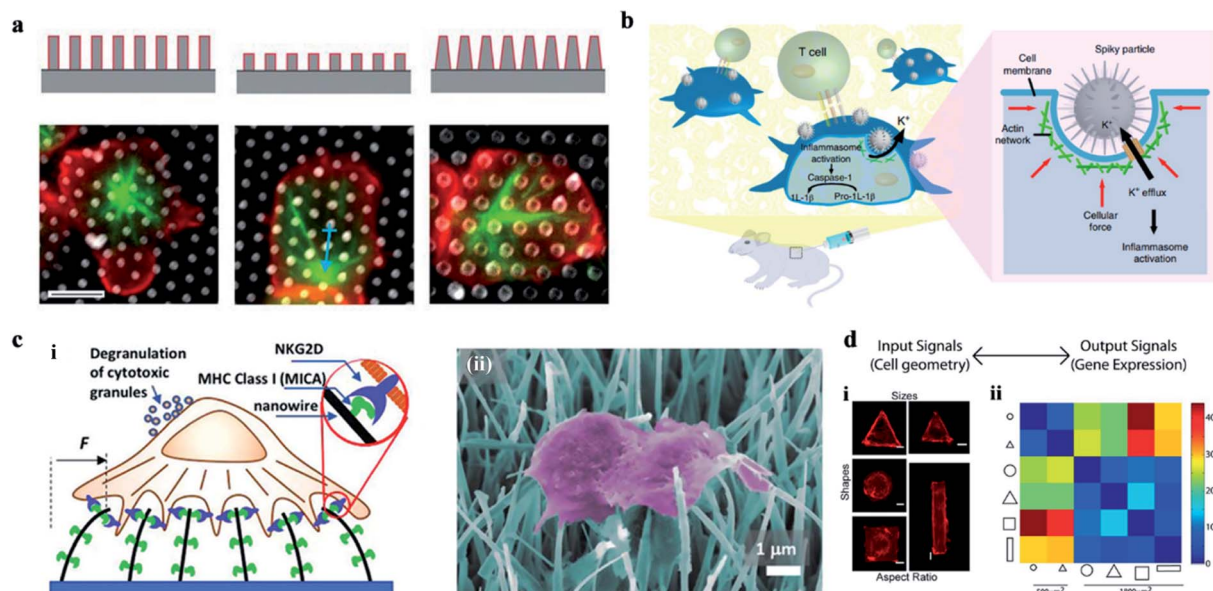 a
b
T cell
K⁺
Inflammasome
activation
Caspase-1
1L-1β
Pro-1L-1β
Spiky particle
Cell
membrane
K⁺
Actin
network
K⁺ efflux
Cellular
force
Inflammasome
activation
c
i
Degranulation
of cytotoxic
granules
NKG2D
MHC Class I (MICA)
nanowire
F
(ii)
1 μm
d
Input Signals
(Cell geometry)
Output Signals
(Gene Expression)
i
Sizes
Shapes
Aspect Ratio
ii
40
30
20
10
0